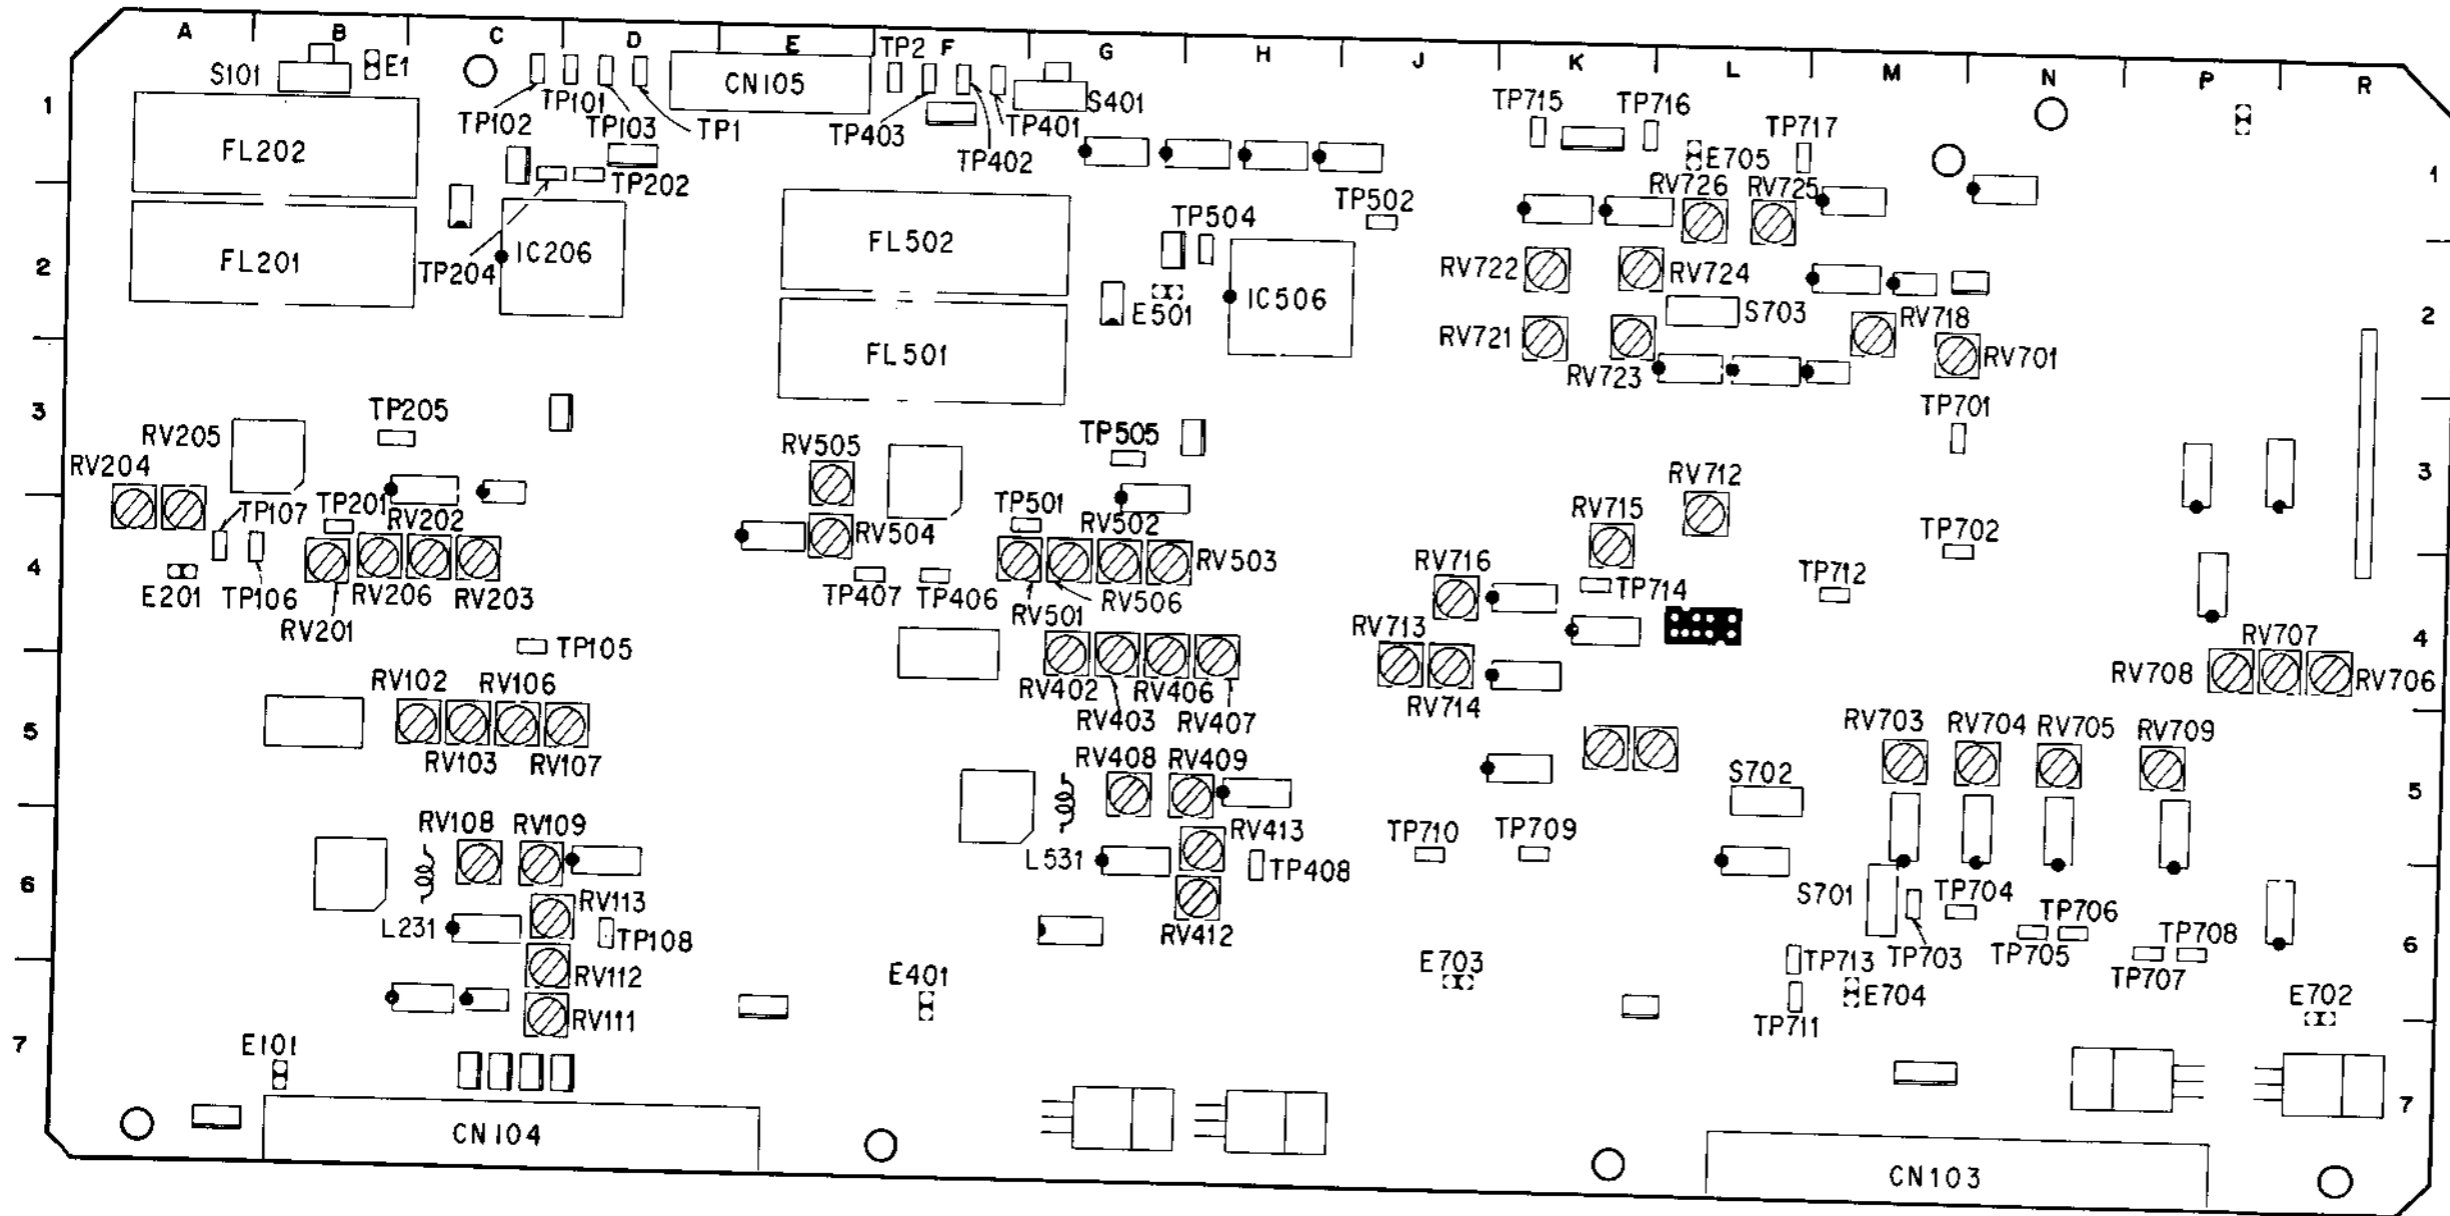 A B C D E F G H J K L M N P R
S101 E1 TP2
CN105
TP102 TP101 TP103 TP1 TP403 TP402 TP401 S401
TP715 TP716 TP717 E705
1 1
FL202 TP202
RV726 RV725
TP502 TP504
FL201 TP204 IC206
FL502 E501 IC506
RV722 RV724
2 2
S703 RV718
FL501
RV721 RV723 RV701
3 3
TP205 RV205 RV204
RV505 TP505
TP701
RV712
TP107 TP201 RV202
RV504 TP501 RV502 RV503
RV715 TP702
4 4
E201 TP106 RV206 RV203
RV201
TP407 TP406 RV501 RV506
RV716 TP714 TP712
TP105
RV713
RV707
RV708 RV706
RV102 RV106
RV402 RV406
RV403 RV407
RV714
5 5
RV103 RV107
RV408 RV409
RV703 RV704 RV705 RV709
S702
RV108 RV109
L531 RV413 TP408
TP710 TP709
6 6
L231 RV113 TP108
RV412
S701 TP704 TP706
TP703 TP705 TP708
TP707
RV112
E401 E703
TP713 E704
TP711 E702
RV111
7 7
E101
CN104
CN103